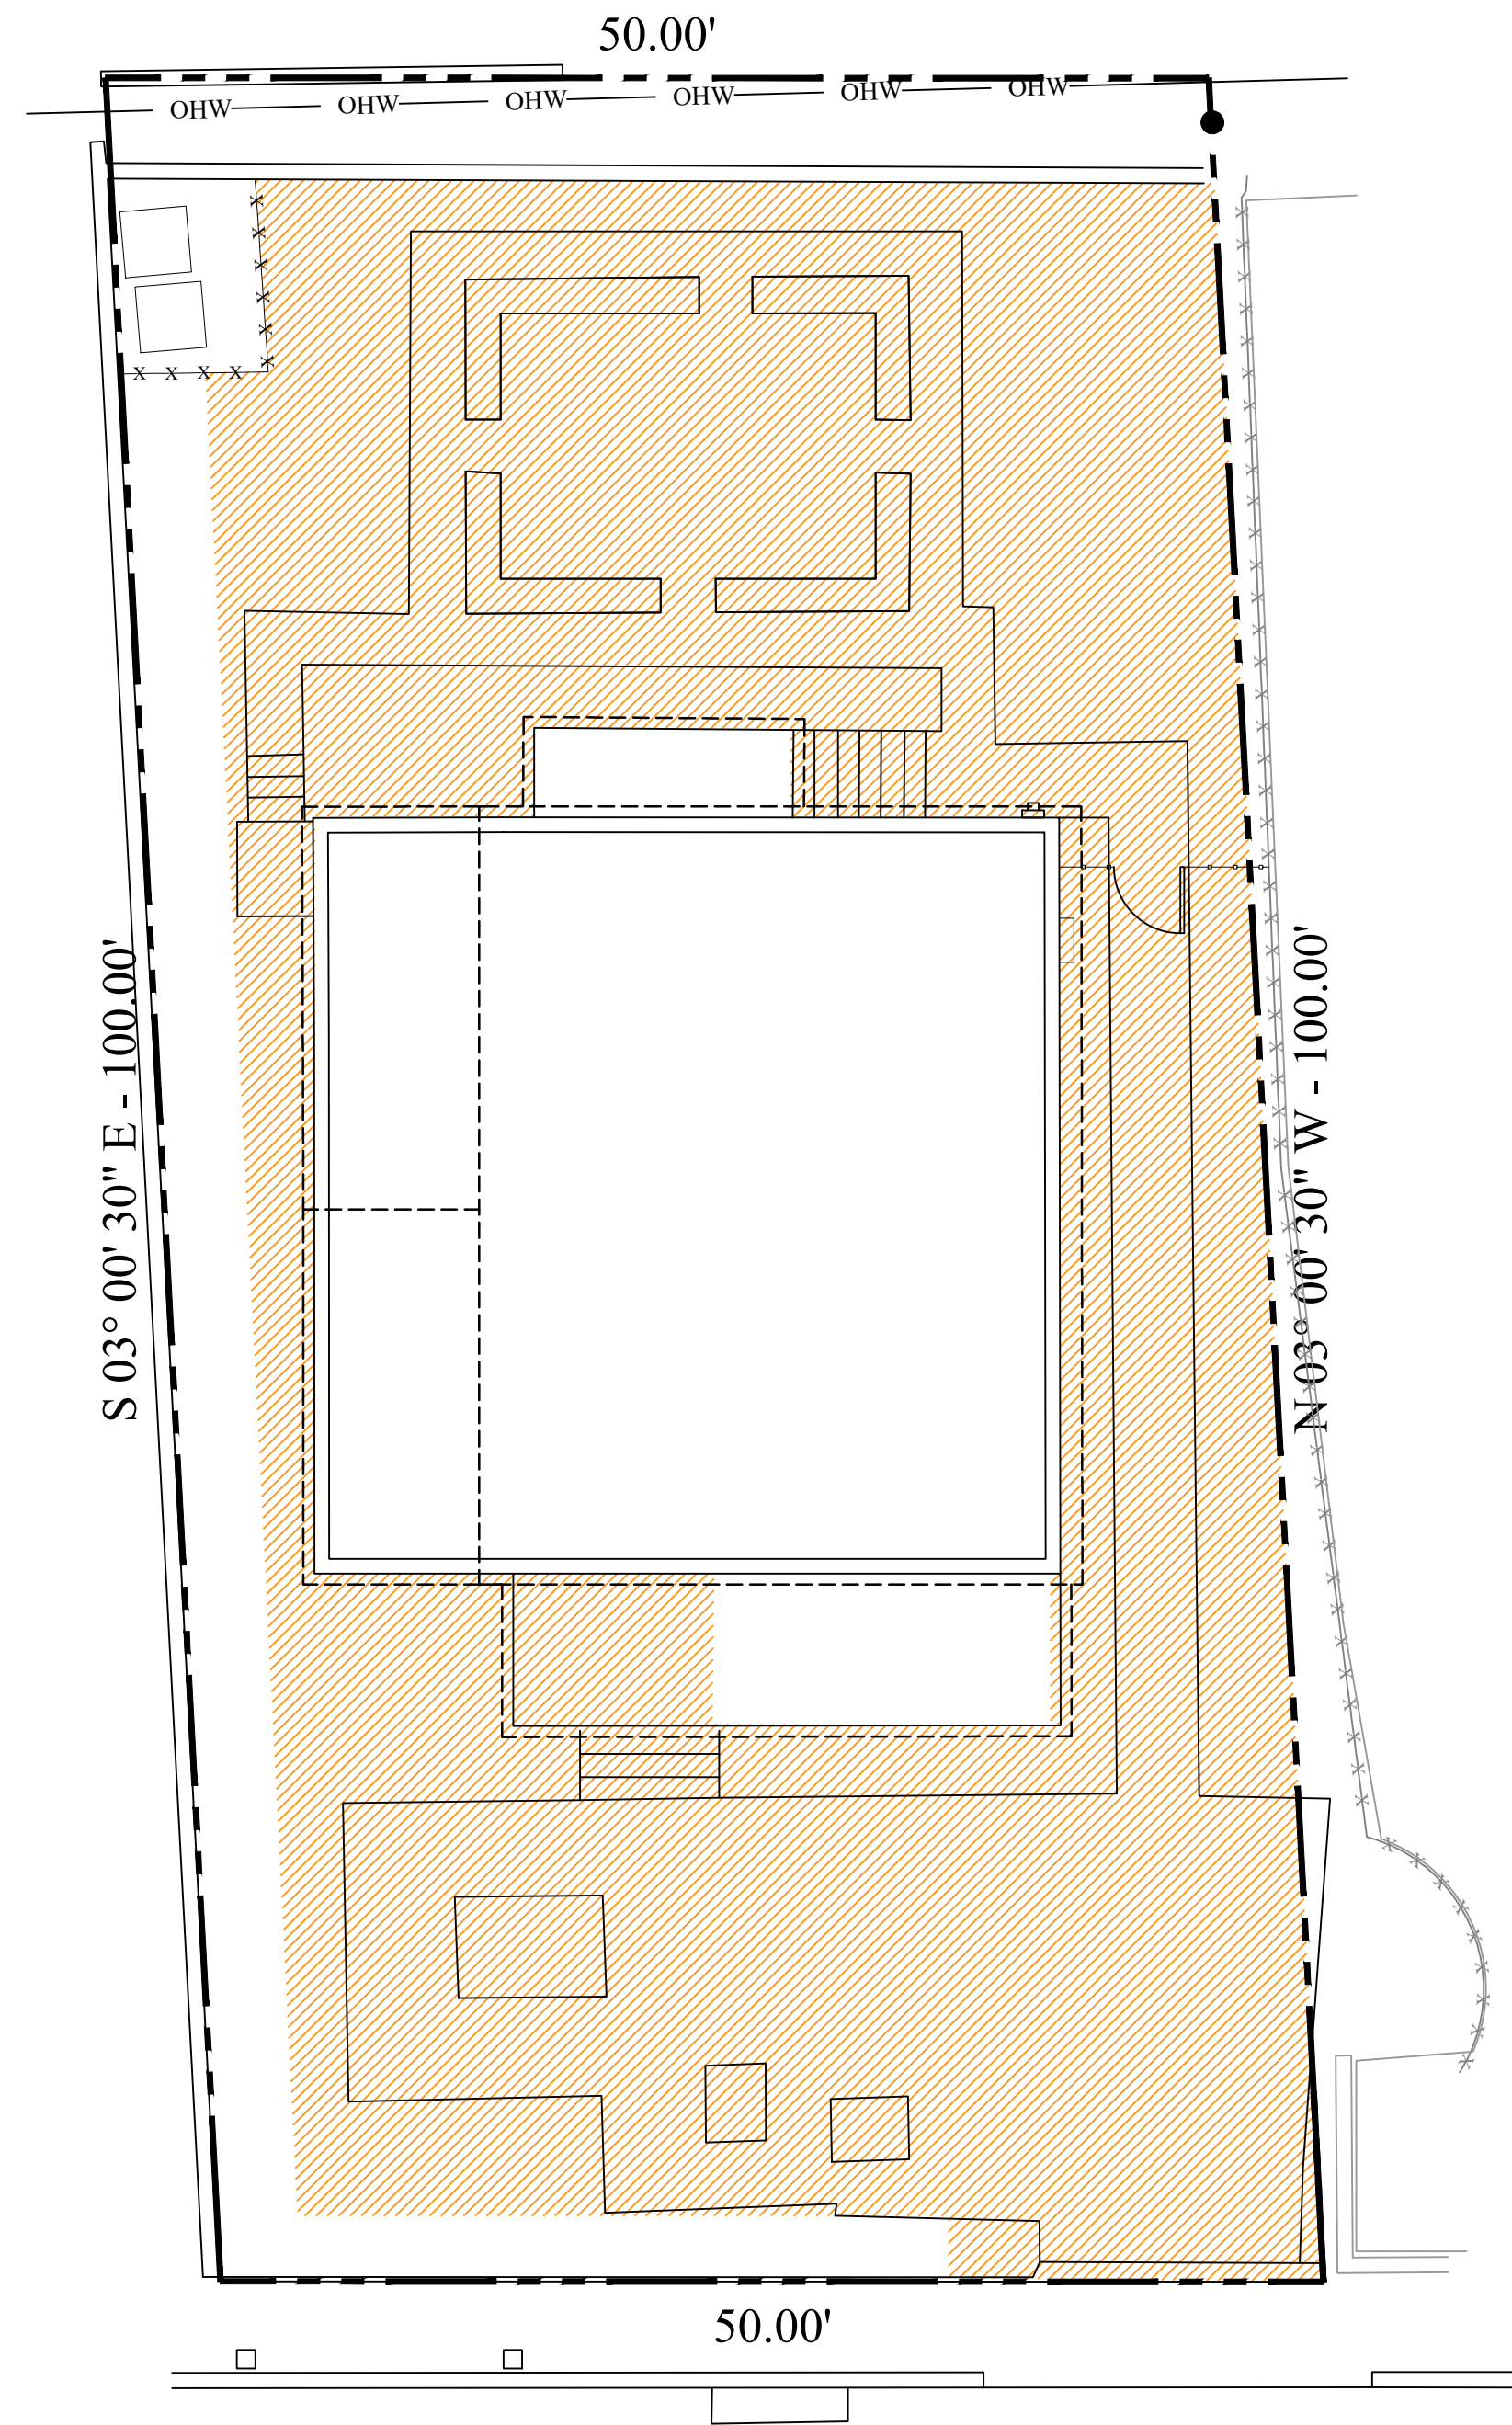 50.00'
OHW OHW OHW OHW OHW OHW
X
X
X
X
X
X
X X X X
S 03° 00' 30" E - 100.00'
N 03° 00' 30" W - 100.00'
50.00'